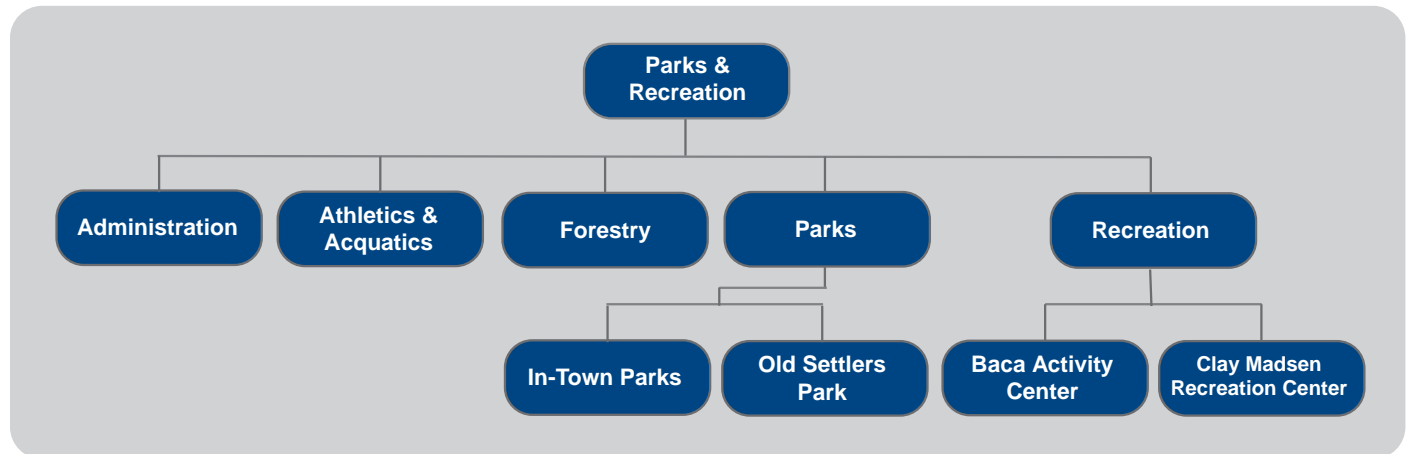 Parks &
Recreation
Administration
Athletics &
Acquatics
Forestry
Parks
Recreation
In-Town Parks
Old Settlers
Park
Baca Activity
Center
Clay Madsen
Recreation Center